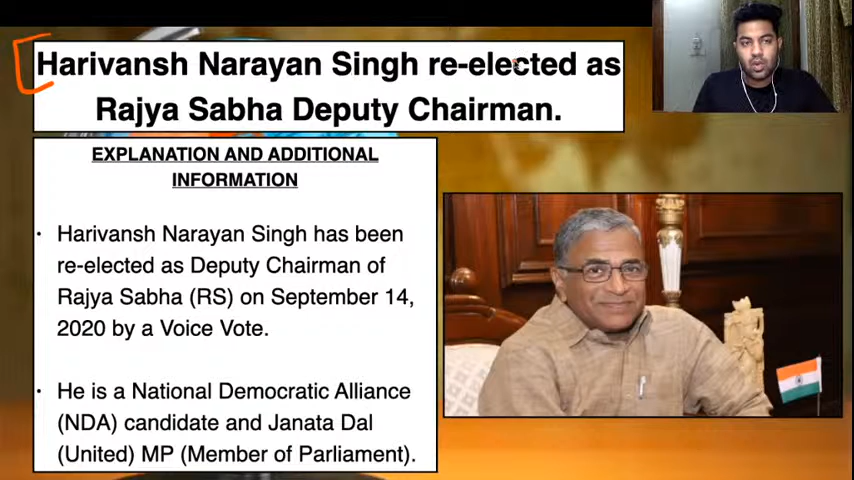 Harivansh Narayan Singh re-elected as
Rajya Sabha Deputy Chairman.
EXPLANATION AND ADDITIONAL
INFORMATION
• Harivansh Narayan Singh has been
re-elected as Deputy Chairman of
Rajya Sabha (RS) on September 14,
2020 by a Voice Vote.
• He is a National Democratic Alliance
(NDA) candidate and Janata Dal
(United) MP (Member of Parliament).